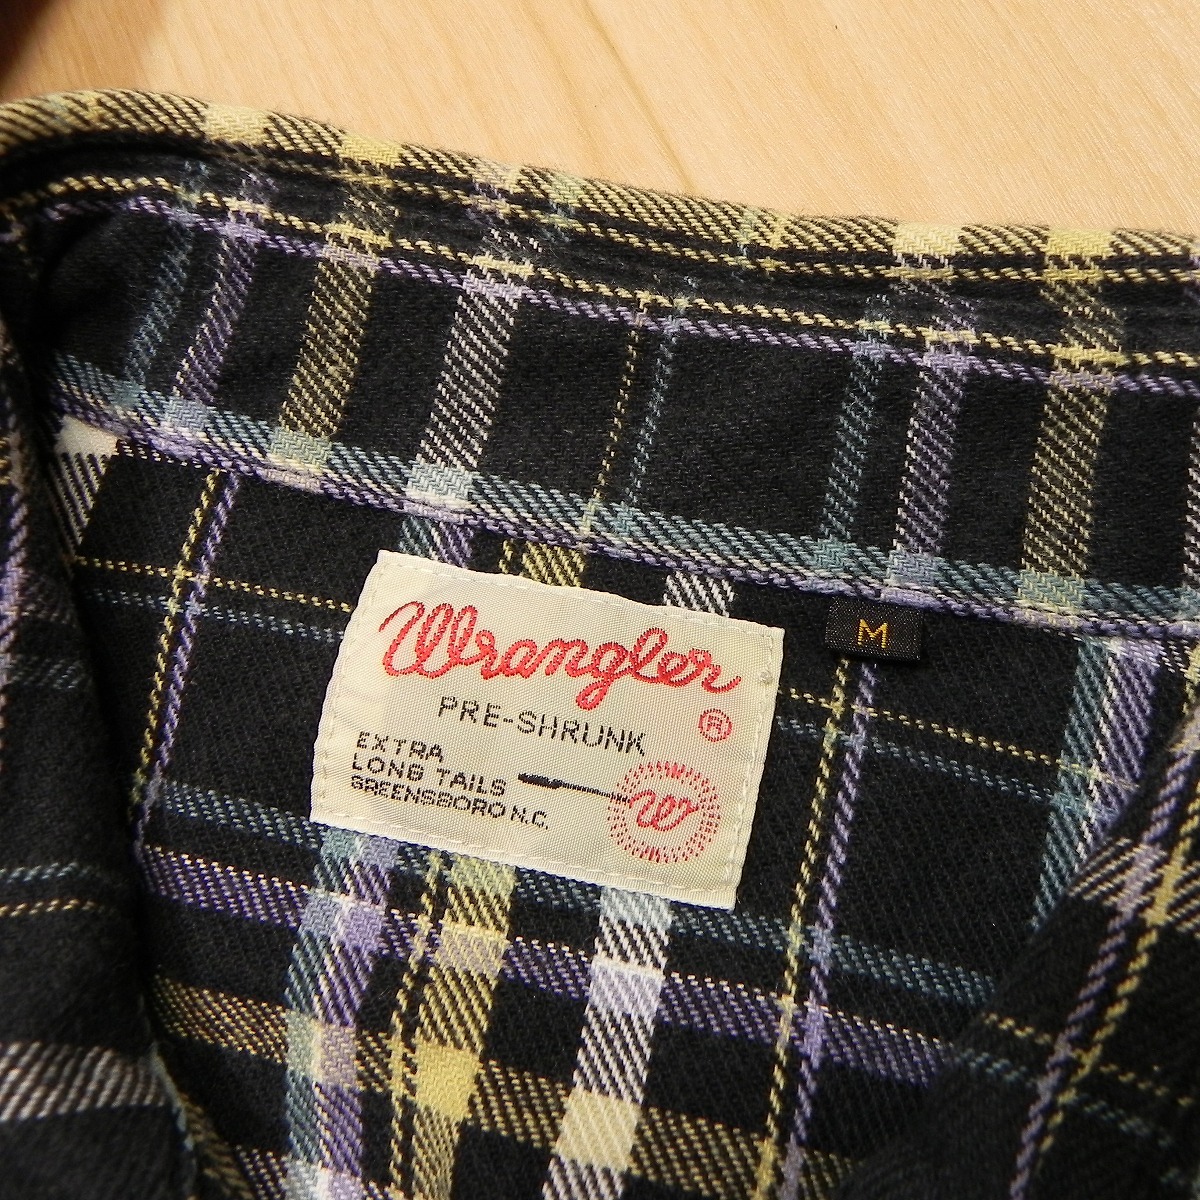 Wrangler
®
PRE-SHRUNK
EXTRA
LONG TAILS
GREENSBORO N.C.
W
M